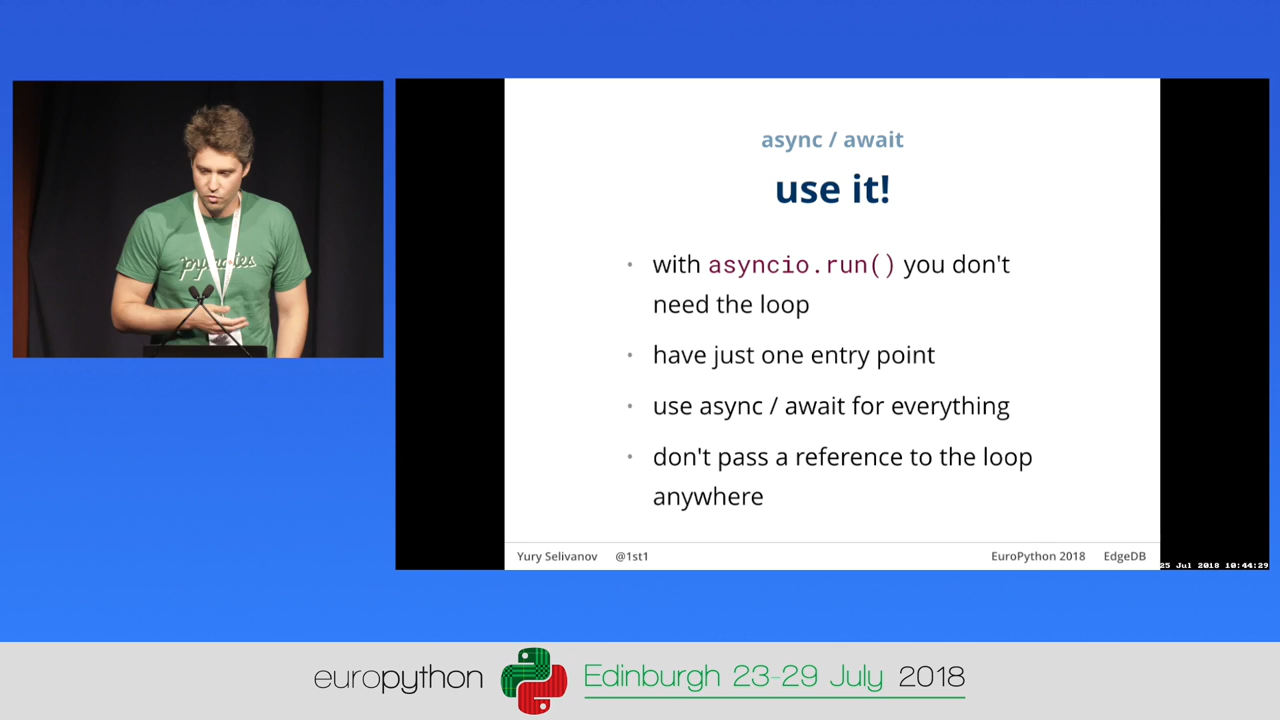 pyladies
async / await
use it!
with asyncio.run() you don't
need the loop
have just one entry point
use async / await for everything
don't pass a reference to the loop
anywhere
Yury Selivanov @1st1 EuroPython 2018 EdgeDB
25 Jul 2018 10:44:29
europython Edinburgh 23-29 July 2018